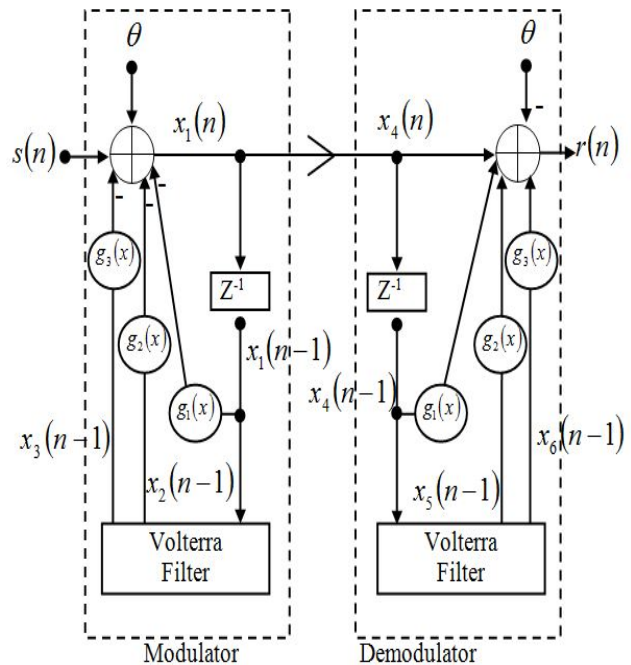 θ
θ
x₁(n)
x₄(n)
s(n)
r(n)
-
-
-
-
g₃(x)
g₃(x)
Z⁻¹
Z⁻¹
g₂(x)
g₂(x)
x₁(n−1)
x₄(n−1)
g₁(x)
g₁(x)
x₃(n−1)
x₆(n−1)
x₂(n−1)
x₅(n−1)
Volterra
Filter
Volterra
Filter
Modulator
Demodulator